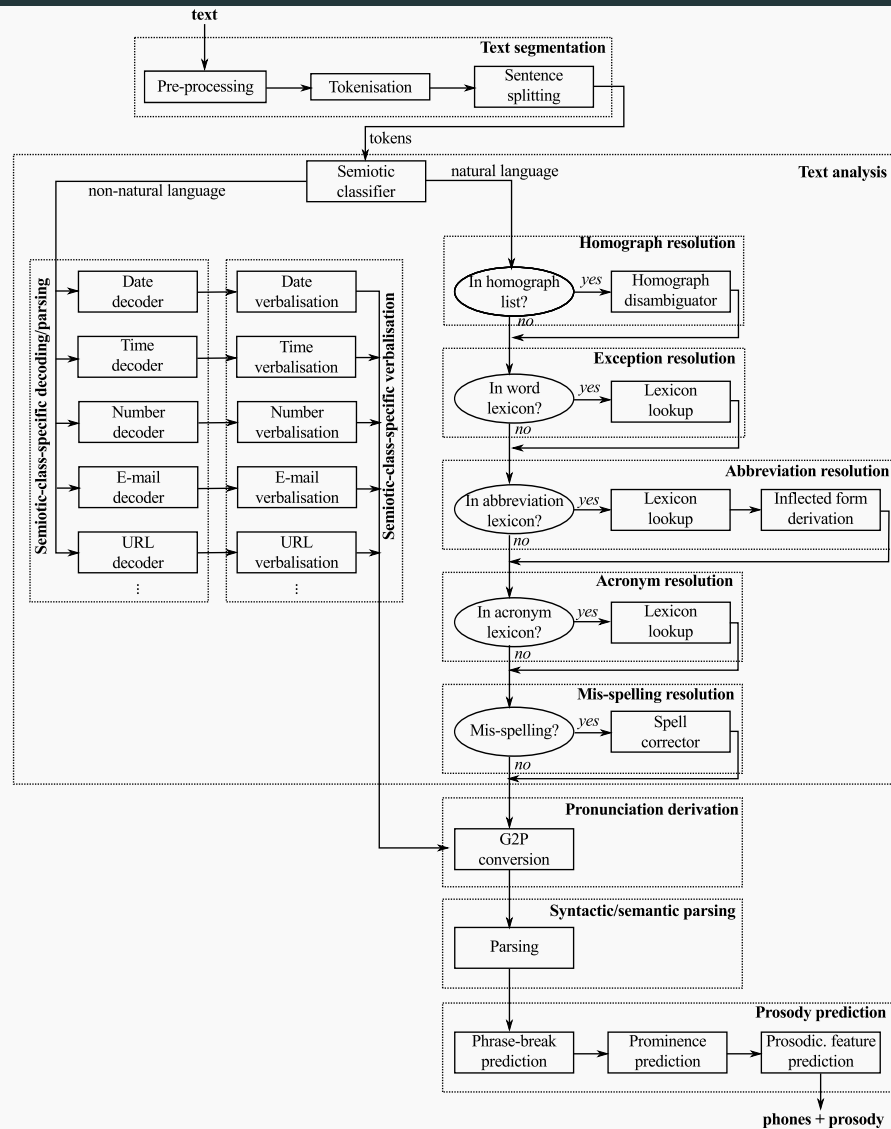 text
Text segmentation
Pre-processing
Tokenisation
Sentence
splitting
tokens
Text analysis
Semiotic
classifier
non-natural language
natural language
Semiotic-class-specific decoding/parsing
Date
decoder
Time
decoder
Number
decoder
E-mail
decoder
URL
decoder
⋮
Date
verbalisation
Time
verbalisation
Number
verbalisation
E-mail
verbalisation
URL
verbalisation
⋮
Semiotic-class-specific verbalisation
Homograph resolution
In homograph
list?
yes
Homograph
disambiguator
no
Exception resolution
In word
lexicon?
yes
Lexicon
lookup
no
Abbreviation resolution
In abbreviation
lexicon?
yes
Lexicon
lookup
Inflected form
derivation
no
Acronym resolution
In acronym
lexicon?
yes
Lexicon
lookup
no
Mis-spelling resolution
Mis-spelling?
yes
Spell
corrector
no
Pronunciation derivation
G2P
conversion
Syntactic/semantic parsing
Parsing
Prosody prediction
Phrase-break
prediction
Prominence
prediction
Prosodic. feature
prediction
phones + prosody